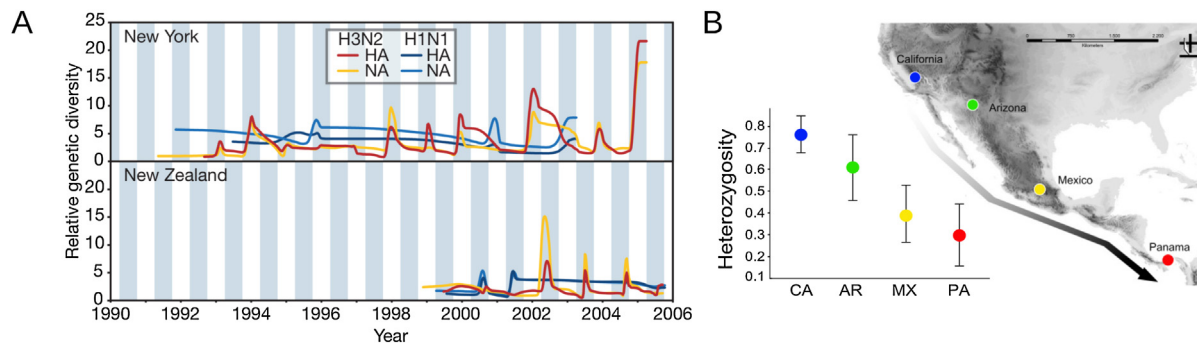 A
Relative genetic diversity
25
20
15
10
5
0
New York
H3N2 H1N1
HA HA
NA NA
20
15
10
5
0
New Zealand
1990 1992 1994 1996 1998 2000 2002 2004 2006
Year
B
Heterozygosity
0.8
0.7
0.6
0.5
0.4
0.3
0.2
0.1
CA AR MX PA
California
Arizona
Mexico
Panama
Kilometers